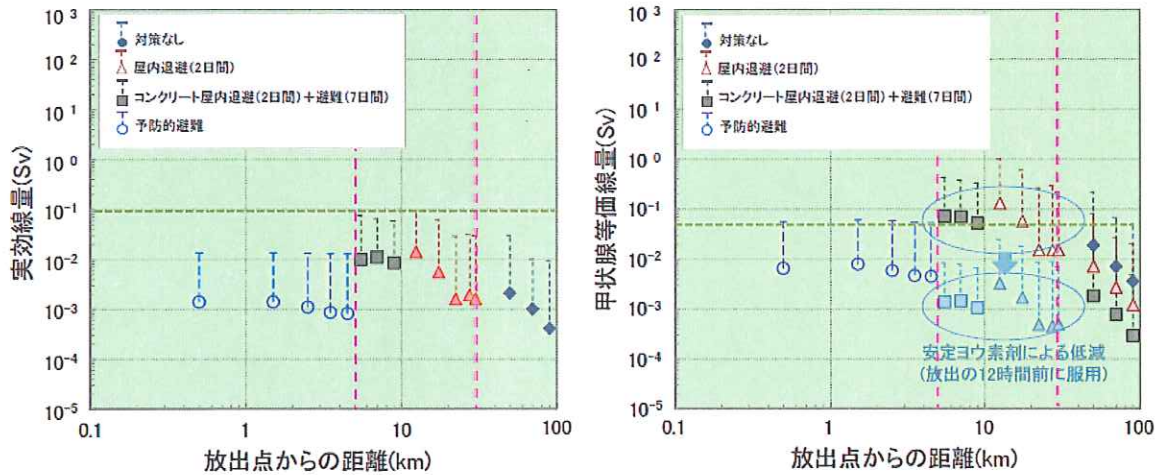 10³
10²
10¹
10⁰
10⁻¹
10⁻²
10⁻³
10⁻⁴
10⁻⁵
実効線量(Sv)
対策なし
屋内退避(2日間)
コンクリート屋内退避(2日間)+避難(7日間)
予防的避難
0.1
1
10
100
放出点からの距離(km)
10³
10²
10¹
10⁰
10⁻¹
10⁻²
10⁻³
10⁻⁴
10⁻⁵
甲状腺等価線量(Sv)
対策なし
屋内退避(2日間)
コンクリート屋内退避(2日間)+避難(7日間)
予防的避難
安定ヨウ素剤による低減
(放出の12時間前に服用)
0.1
1
10
100
放出点からの距離(km)